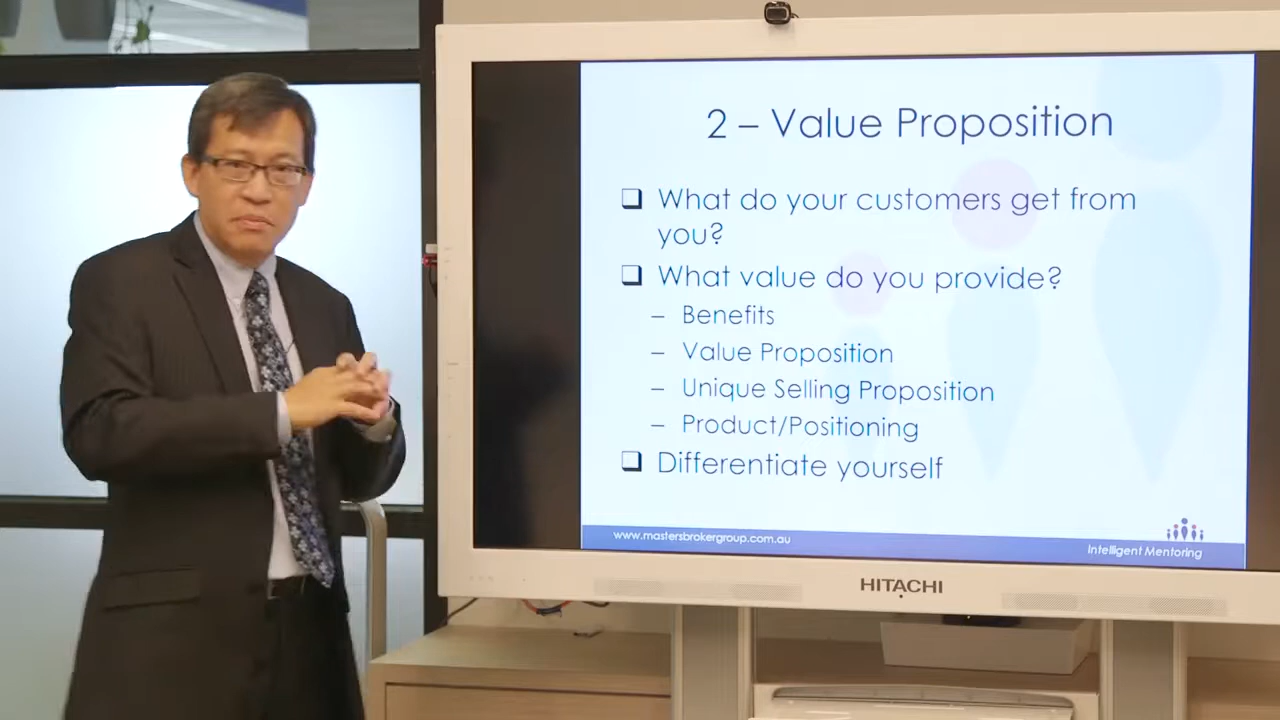 2 – Value Proposition
❑ What do your customers get from
you?
❑ What value do you provide?
– Benefits
– Value Proposition
– Unique Selling Proposition
– Product/Positioning
❑ Differentiate yourself
www.mastersbrokergroup.com.au
Intelligent Mentoring
HITACHI